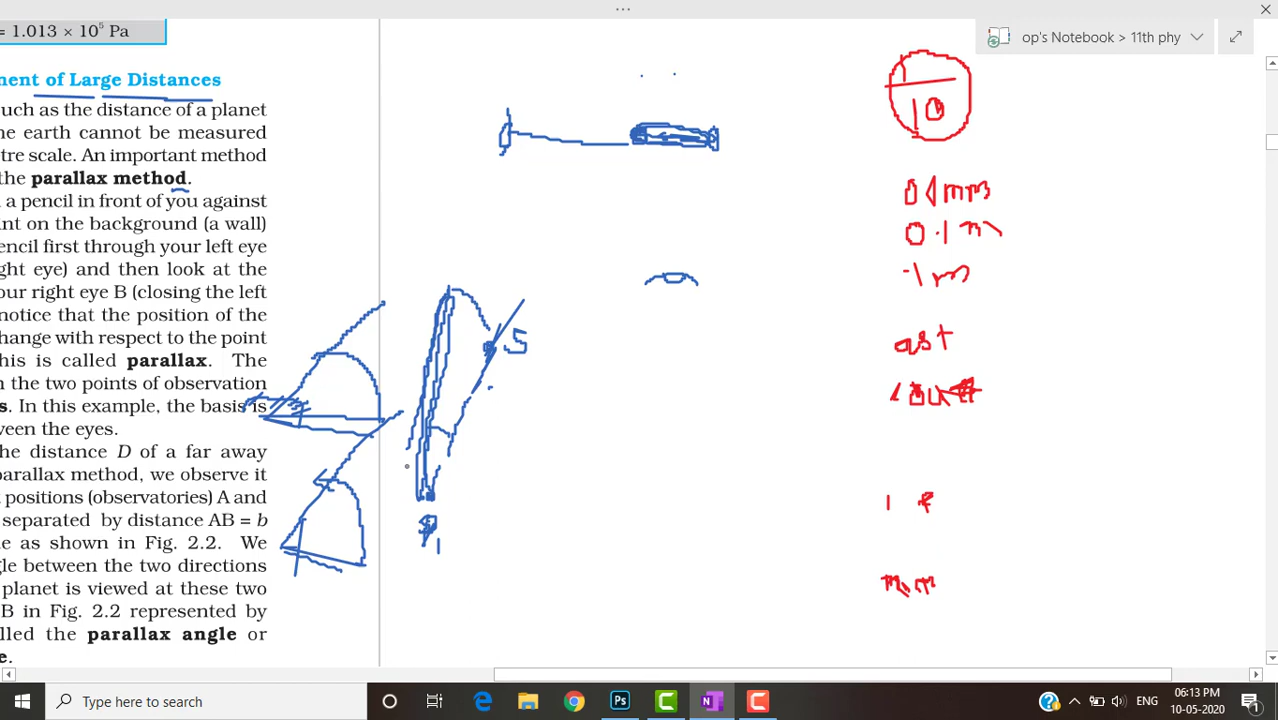 = 1.013 × 10⁵ Pa
op's Notebook > 11th phy
nent of Large Distances
uch as the distance of a planet
ne earth cannot be measured
tre scale. An important method
the parallax method.
a pencil in front of you against
int on the background (a wall)
encil first through your left eye
ght eye) and then look at the
our right eye B (closing the left
notice that the position of the
hange with respect to the point
his is called parallax. The
n the two points of observation
s. In this example, the basis is
veen the eyes.
he distance D of a far away
parallax method, we observe it
positions (observatories) A and
separated by distance AB = b
e as shown in Fig. 2.2. We
gle between the two directions
planet is viewed at these two
B in Fig. 2.2 represented by
lled the parallax angle or
e.
10
0.1 m
S
1
Type here to search
ENG
06:13 PM
10-05-2020